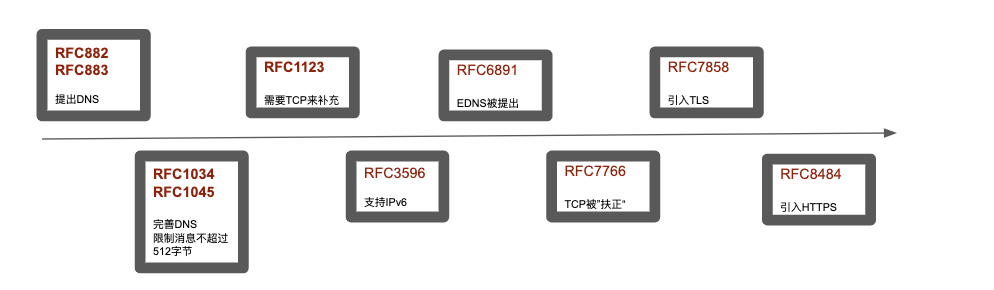 RFC882
RFC883
提出DNS
RFC1034
RFC1045
完善DNS
限制消息不超过
512字节
RFC1123
需要TCP来补充
RFC3596
支持IPv6
RFC6891
EDNS被提出
RFC7766
TCP被"扶正"
RFC7858
引入TLS
RFC8484
引入HTTPS